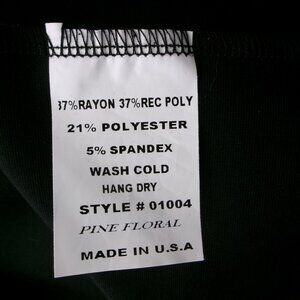 37%RAYON 37%REC POLY
21% POLYESTER
5% SPANDEX
WASH COLD
HANG DRY
STYLE # 01004
PINE FLORAL
MADE IN U.S.A